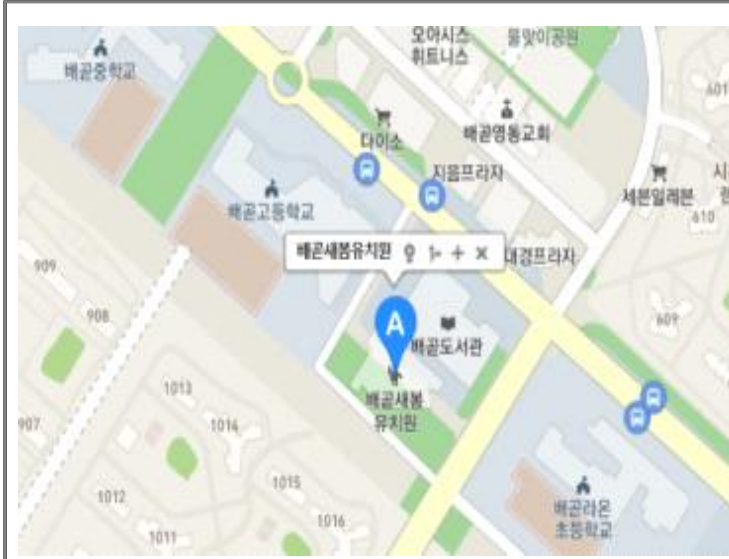 오아시스
휘트니스
물맞이공원
배곧중학교
601
다이소
배곧영동교회
지음프라자
세븐일레븐
610
배곧고등학교
배곧새봄유치원
대경프라자
909
908
609
A
배곧도서관
배곧새봄
유치원
1013
907
1014
1015
1012
1016
1011
배곧라온
초등학교